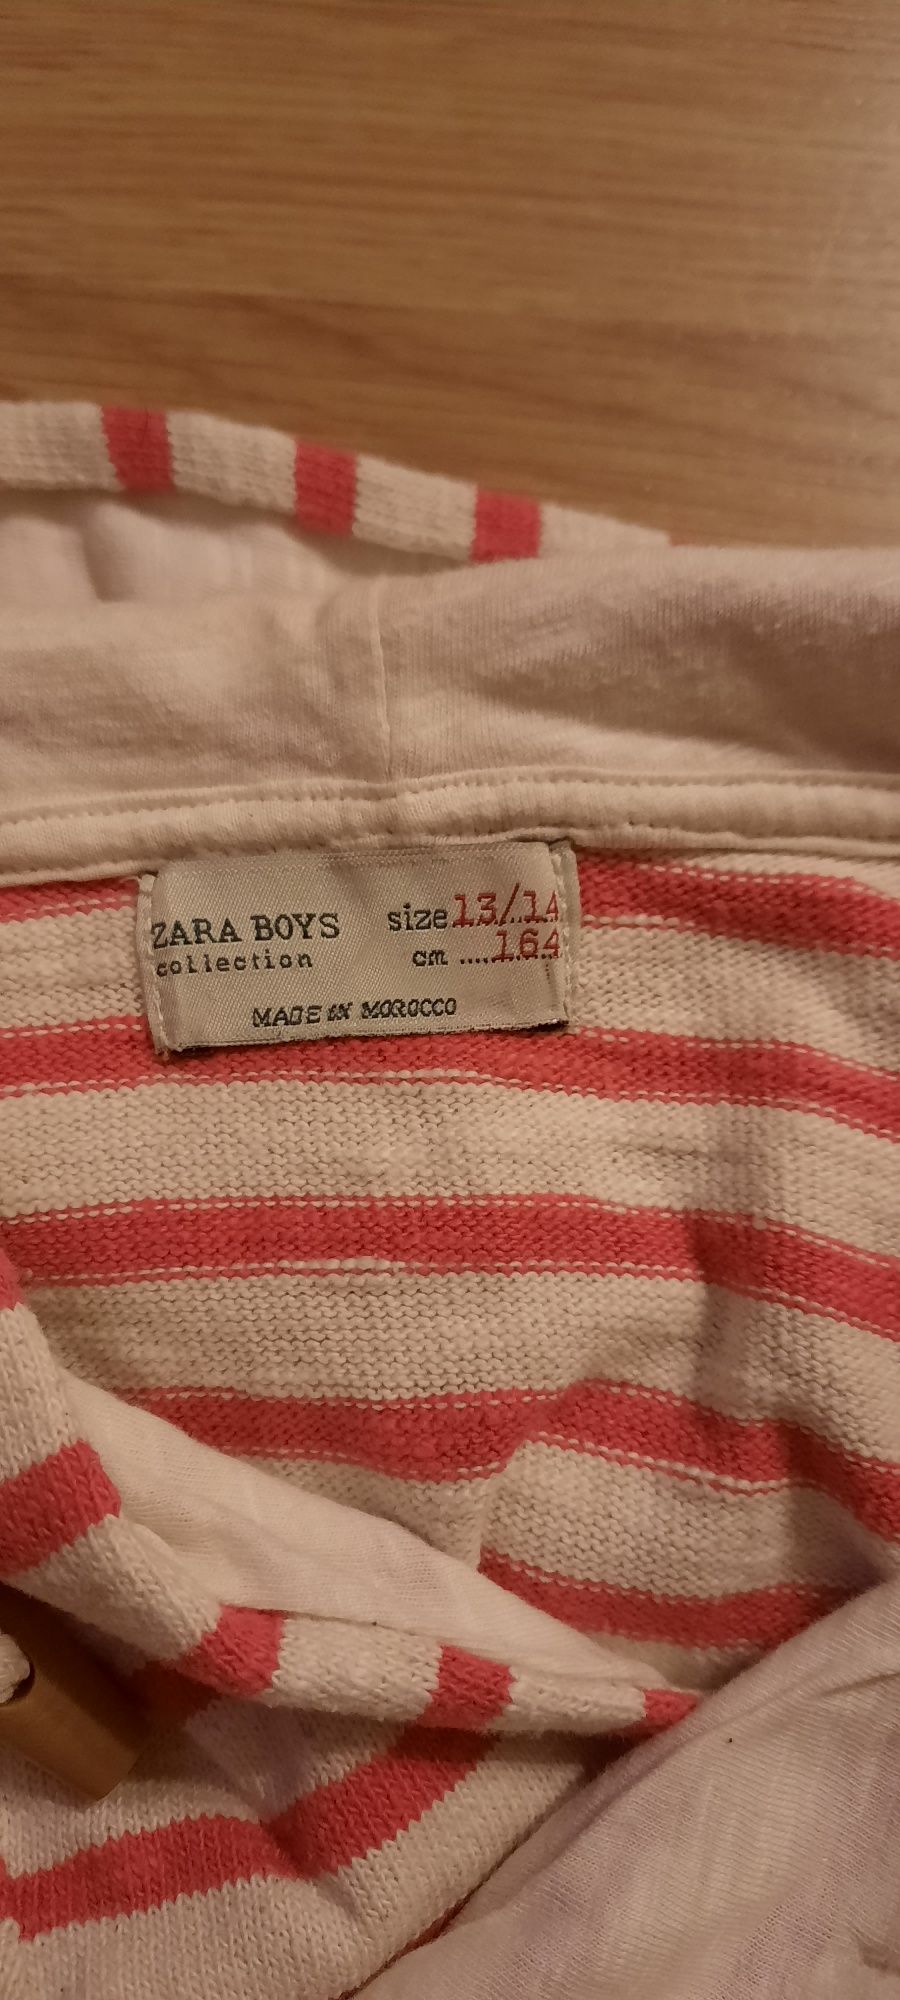 ZARA BOYS size 13/14
collection cm ....164
MADE IN MOROCCO